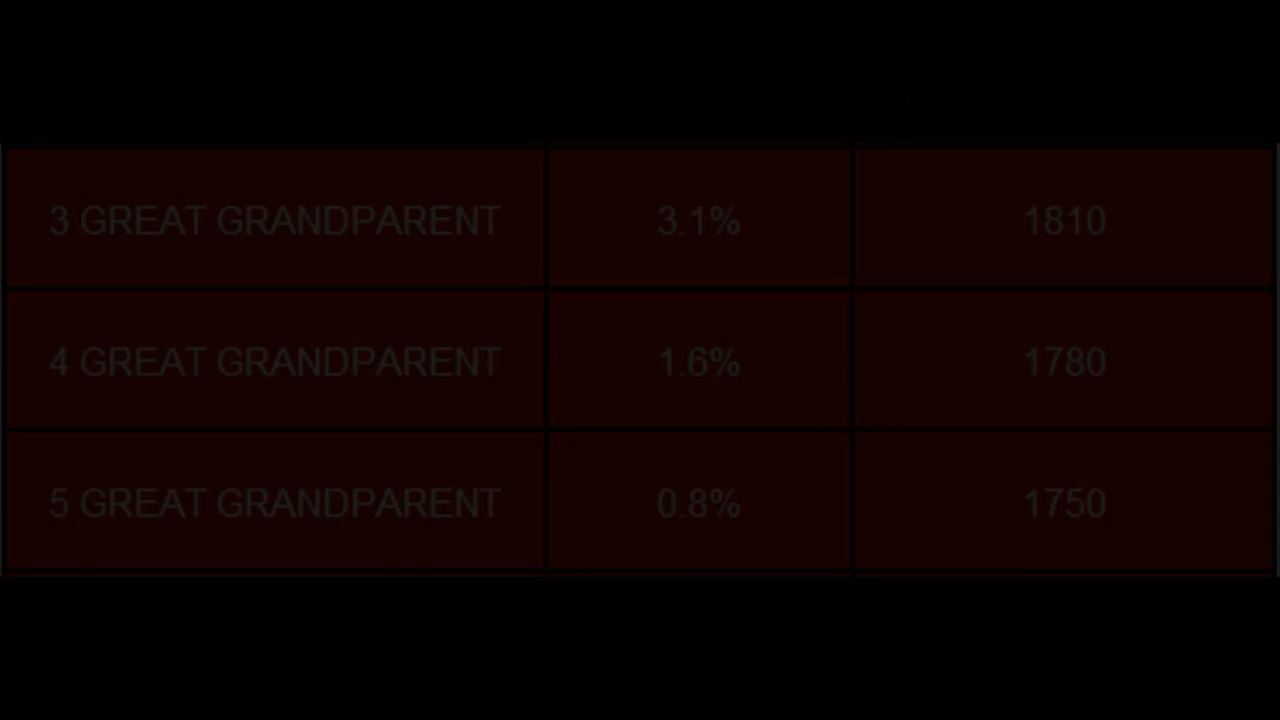 3 GREAT GRANDPARENT 3.1% 1810
4 GREAT GRANDPARENT 1.6% 1780
5 GREAT GRANDPARENT 0.8% 1750